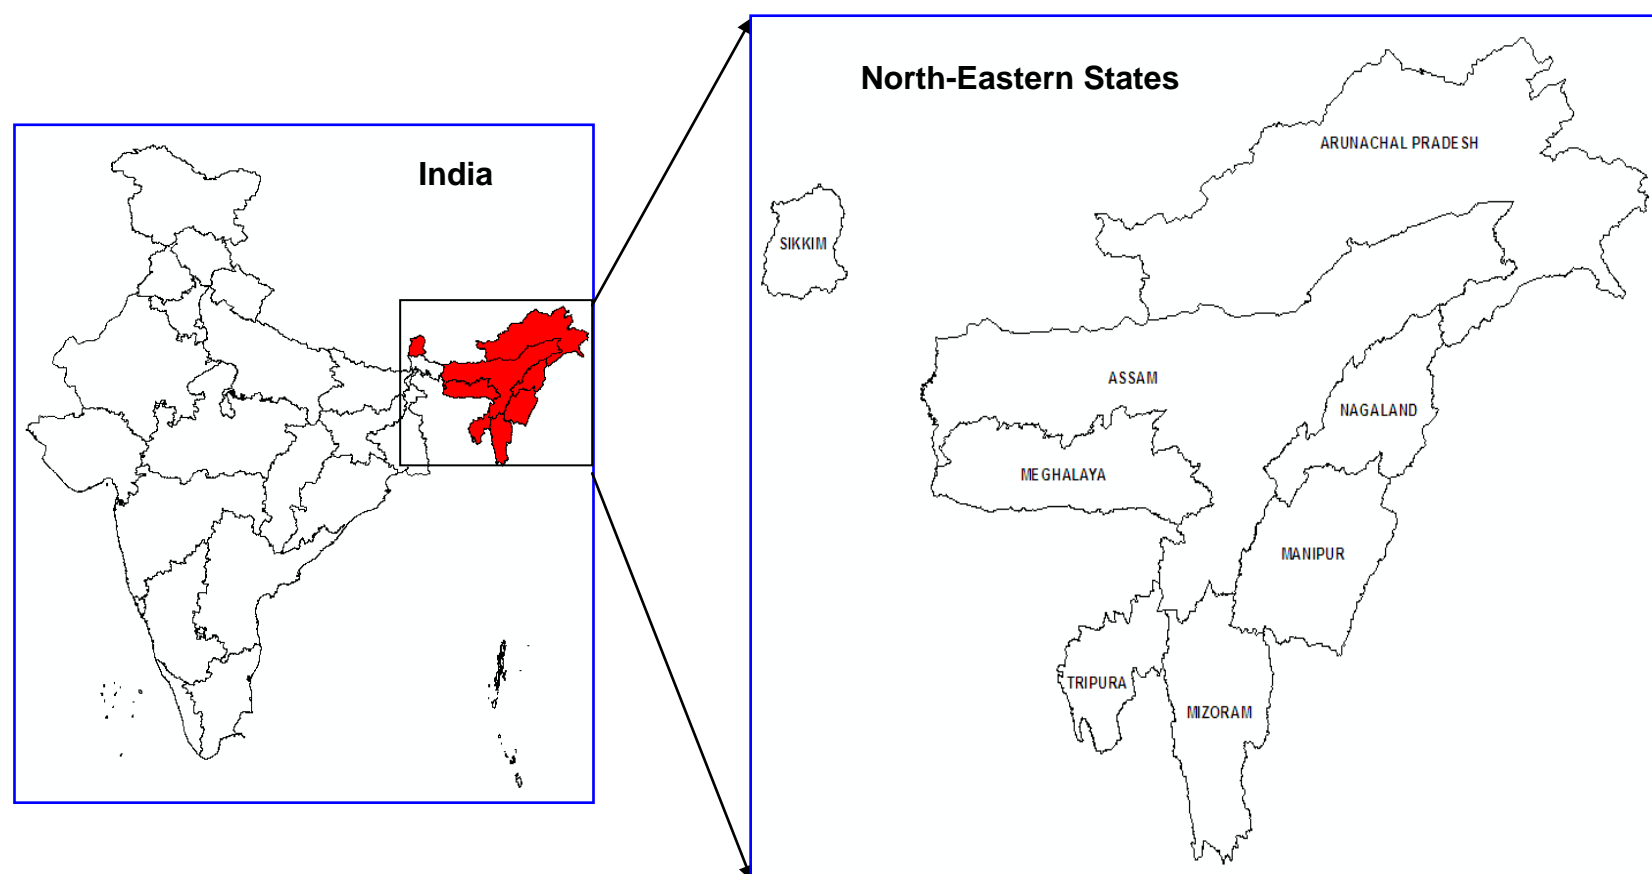 India
North-Eastern States
ARUNACHAL PRADESH
SIKKIM
ASSAM
NAGALAND
MEGHALAYA
MANIPUR
TRIPURA
MIZORAM